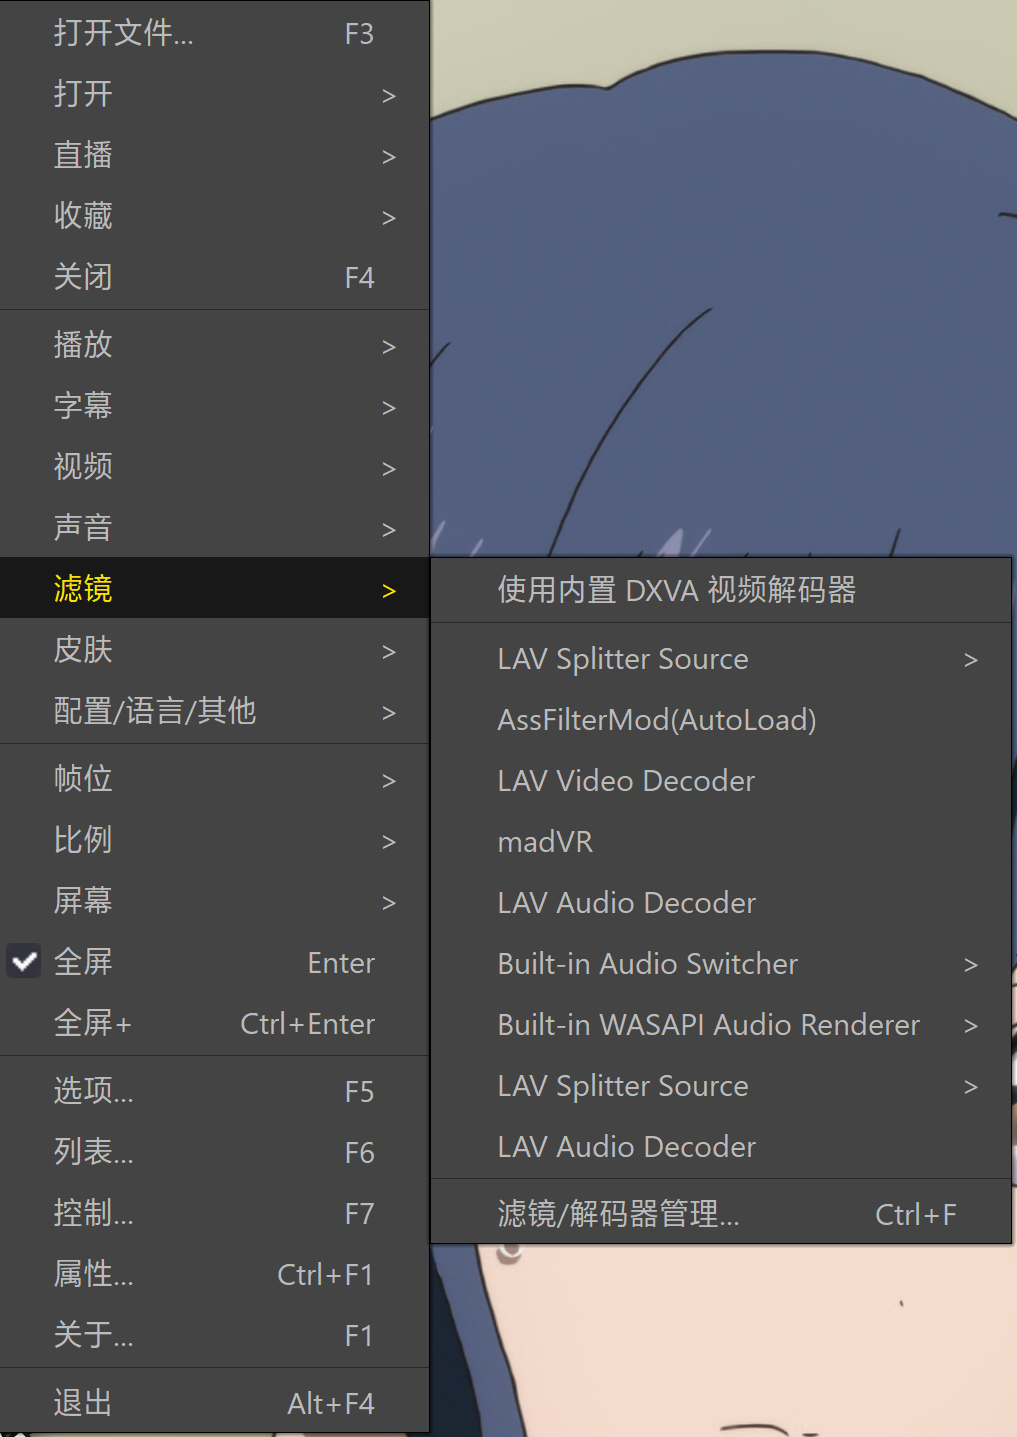 打开文件... F3
打开 >
直播 >
收藏 >
关闭 F4
播放 >
字幕 >
视频 >
声音 >
滤镜 >
皮肤 >
配置/语言/其他 >
帧位 >
比例 >
屏幕 >
全屏 Enter
全屏+ Ctrl+Enter
选项... F5
列表... F6
控制... F7
属性... Ctrl+F1
关于... F1
退出 Alt+F4
使用内置 DXVA 视频解码器
LAV Splitter Source >
AssFilterMod(AutoLoad)
LAV Video Decoder
madVR
LAV Audio Decoder
Built-in Audio Switcher >
Built-in WASAPI Audio Renderer >
LAV Splitter Source >
LAV Audio Decoder
滤镜/解码器管理... Ctrl+F